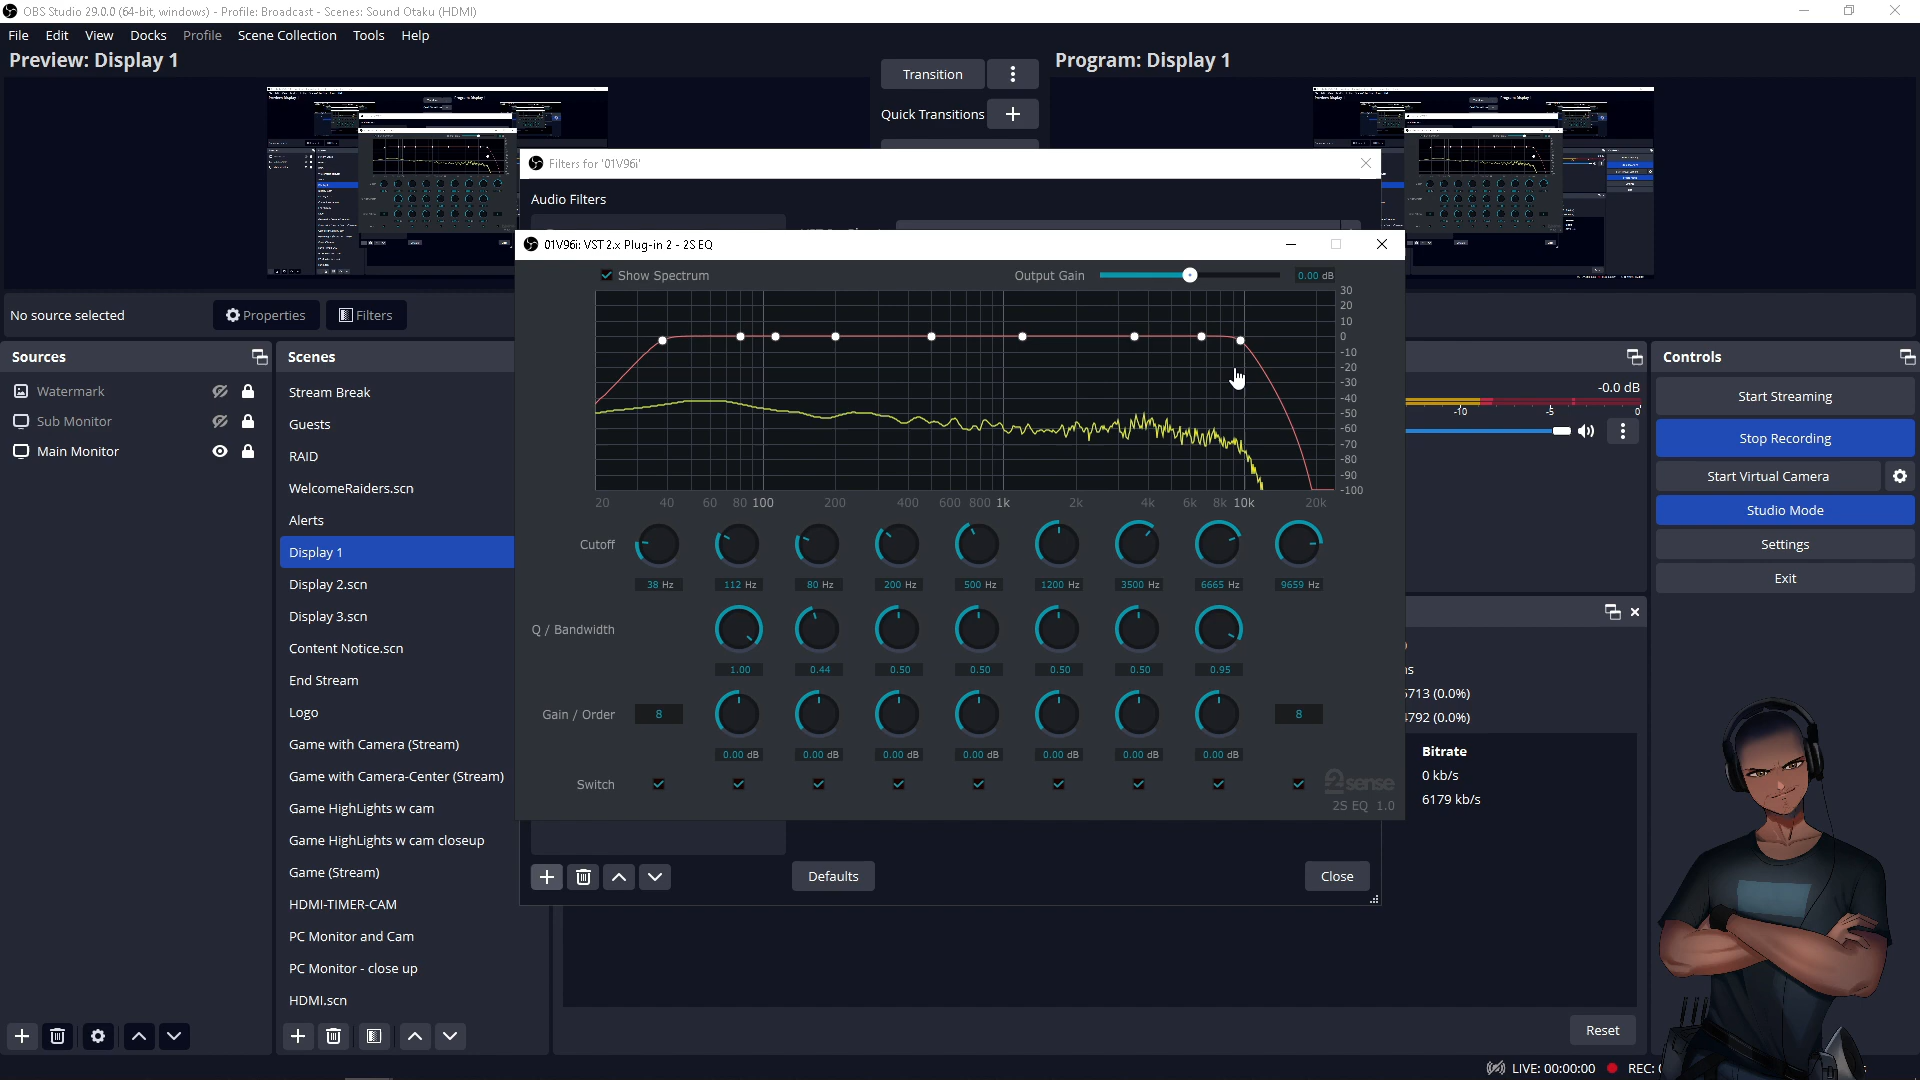 OBS Studio 29.0.0 (64-bit, windows) - Profile: Broadcast - Scenes: Sound Otaku (HDMI)
File Edit View Docks Profile Scene Collection Tools Help
Preview: Display 1
Transition
Quick Transitions
Program: Display 1
Filters for '01V96i'
Audio Filters
01V96i: VST 2.x Plug-in 2 - 2S EQ
Show Spectrum
Output Gain
0.00 dB
30
20
10
0
-10
-20
-30
-40
-50
-60
-70
-80
-90
-100
20 40 60 80 100 200 400 600 800 1k 2k 4k 6k 8k 10k 20k
Cutoff
38 Hz 112 Hz 80 Hz 200 Hz 500 Hz 1200 Hz 3500 Hz 6665 Hz 9659 Hz
Q / Bandwidth
1.00 0.44 0.50 0.50 0.50 0.50 0.95
Gain / Order
8 8
0.00 dB 0.00 dB 0.00 dB 0.00 dB 0.00 dB 0.00 dB 0.00 dB
Switch
2sense
2S EQ 1.0
Defaults
Close
No source selected
Properties
Filters
Sources
Watermark
Sub Monitor
Main Monitor
Scenes
Stream Break
Guests
RAID
WelcomeRaiders.scn
Alerts
Display 1
Display 2.scn
Display 3.scn
Content Notice.scn
End Stream
Logo
Game with Camera (Stream)
Game with Camera-Center (Stream)
Game HighLights w cam
Game HighLights w cam closeup
Game (Stream)
HDMI-TIMER-CAM
PC Monitor and Cam
PC Monitor - close up
HDMI.scn
-0.0 dB
-10 -5 0
713 (0.0%)
792 (0.0%)
Bitrate
0 kb/s
6179 kb/s
Reset
Controls
Start Streaming
Stop Recording
Start Virtual Camera
Studio Mode
Settings
Exit
LIVE: 00:00:00
REC: